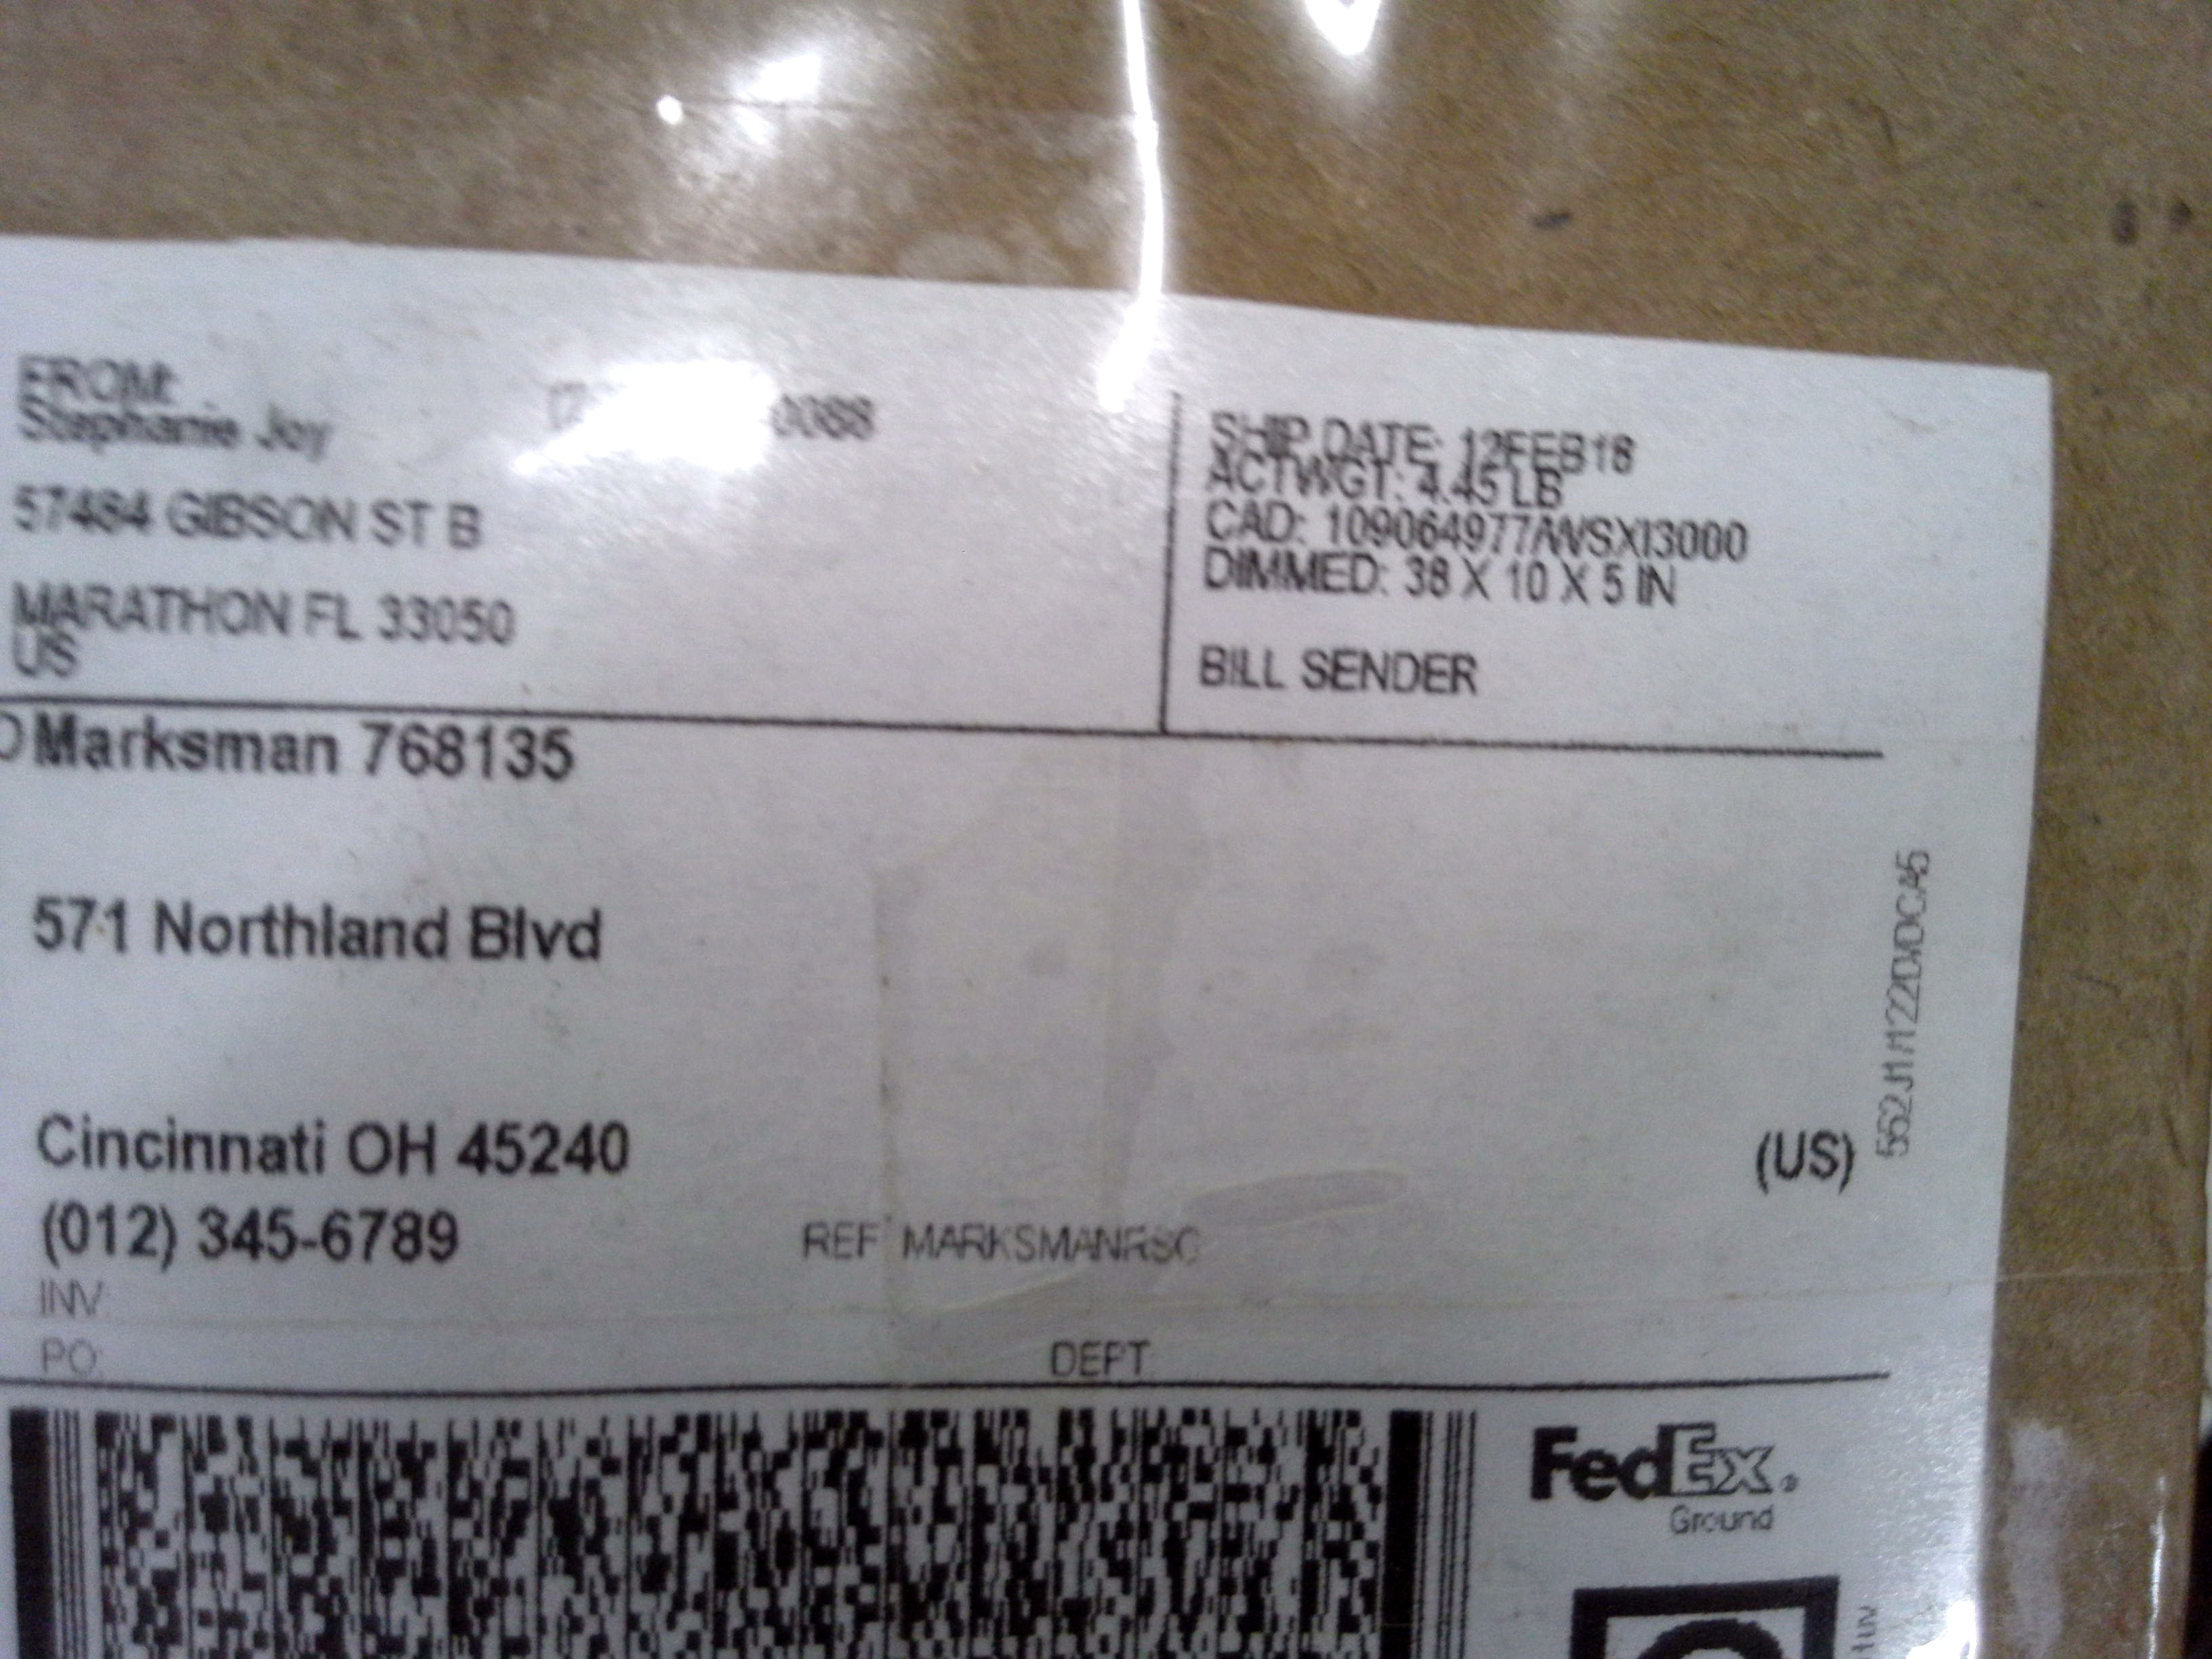 FROM:
Stephanie Joy
0088
57484 GIBSON ST B
MARATHON FL 33050
US
SHIP DATE: 12FEB18
ACTWGT: 4.45 LB
CAD: 109064977/WSXI3000
DIMMED: 38 X 10 X 5 IN
BILL SENDER
Marksman 768135
571 Northland Blvd
Cincinnati OH 45240
(US)
(012) 345-6789
REF: MARKSMANRSC
INV:
PO:
DEPT:
FedEx
Ground